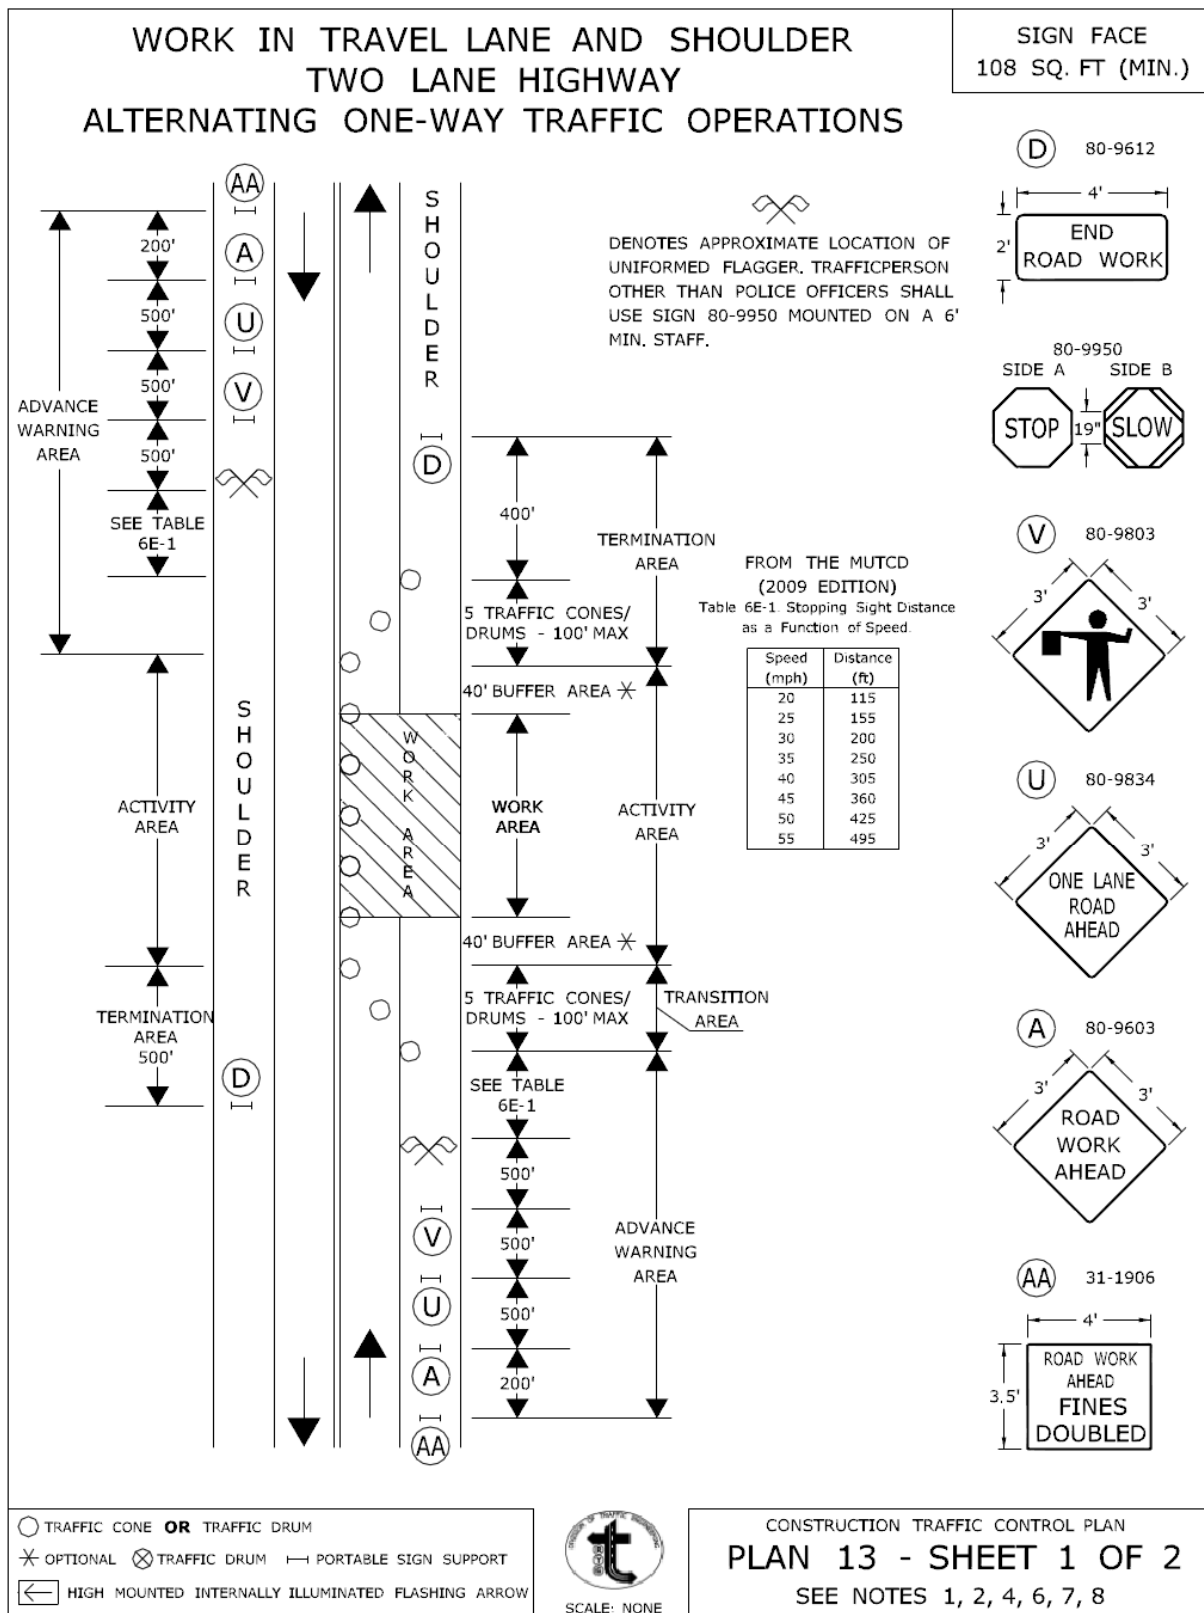 WORK IN TRAVEL LANE AND SHOULDER
TWO LANE HIGHWAY
ALTERNATING ONE-WAY TRAFFIC OPERATIONS
SIGN FACE
108 SQ. FT (MIN.)
AA
A
U
V
200'
500'
500'
500'
SEE TABLE
6E-1
ADVANCE
WARNING
AREA
SHOULDER
ACTIVITY
AREA
TERMINATION
AREA
500'
D
SHOULDER
D
400'
5 TRAFFIC CONES/
DRUMS - 100' MAX
TERMINATION
AREA
40' BUFFER AREA
WORK AREA
WORK
AREA
ACTIVITY
AREA
40' BUFFER AREA
5 TRAFFIC CONES/
DRUMS - 100' MAX
TRANSITION
AREA
SEE TABLE
6E-1
500'
V
500'
U
500'
A
200'
AA
ADVANCE
WARNING
AREA
DENOTES APPROXIMATE LOCATION OF
UNIFORMED FLAGGER. TRAFFICPERSON
OTHER THAN POLICE OFFICERS SHALL
USE SIGN 80-9950 MOUNTED ON A 6'
MIN. STAFF.
FROM THE MUTCD
(2009 EDITION)
Table 6E-1. Stopping Sight Distance
as a Function of Speed.
Speed (mph) Distance (ft)
20 115
25 155
30 200
35 250
40 305
45 360
50 425
55 495
D 80-9612
4'
2'
END
ROAD WORK
80-9950
SIDE A SIDE B
STOP 19" SLOW
V 80-9803
3' 3'
U 80-9834
3' 3'
ONE LANE
ROAD
AHEAD
A 80-9603
3' 3'
ROAD
WORK
AHEAD
AA 31-1906
4'
3.5'
ROAD WORK
AHEAD
FINES
DOUBLED
TRAFFIC CONE OR TRAFFIC DRUM
OPTIONAL TRAFFIC DRUM PORTABLE SIGN SUPPORT
HIGH MOUNTED INTERNALLY ILLUMINATED FLASHING ARROW
DIVISION OF TRAFFIC ENGINEERING
SCALE: NONE
CONSTRUCTION TRAFFIC CONTROL PLAN
PLAN 13 - SHEET 1 OF 2
SEE NOTES 1, 2, 4, 6, 7, 8